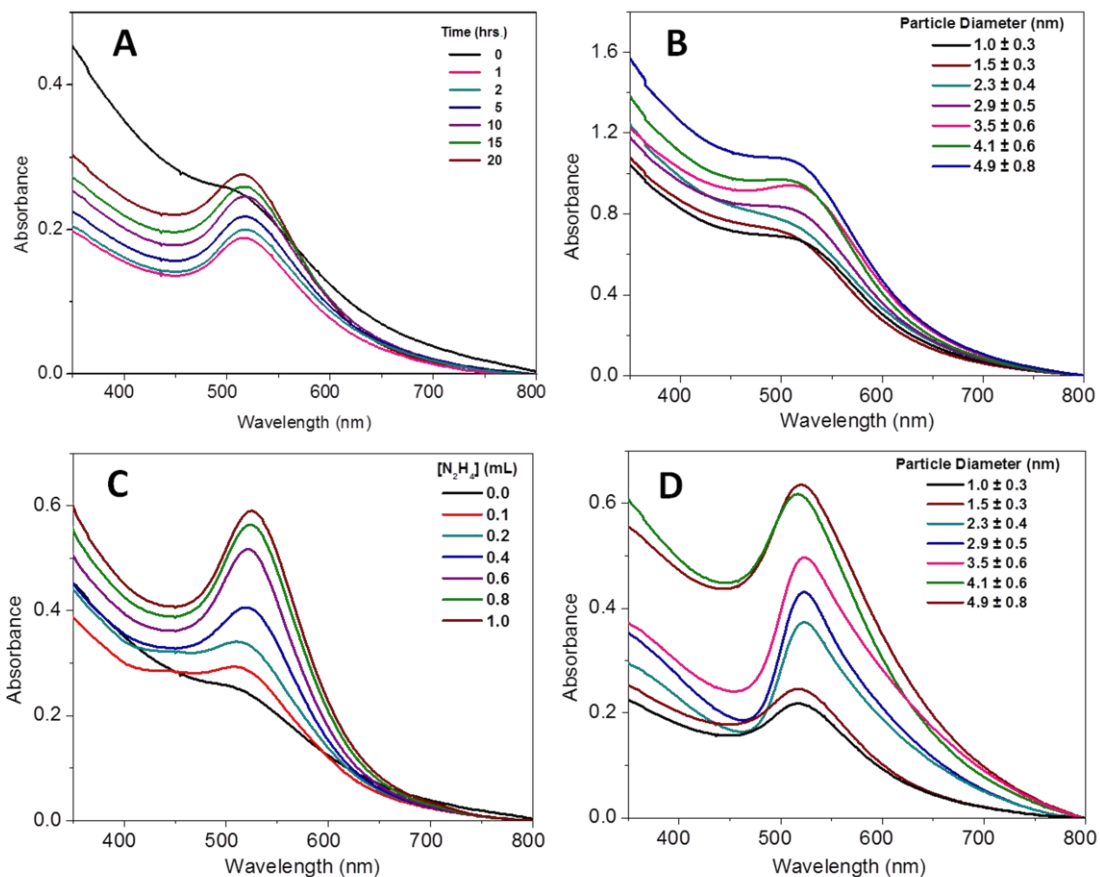 A
Time (hrs.)
0
1
2
5
10
15
20
0.4
0.2
0.0
Absorbance
400
500
600
700
800
Wavelength (nm)
B
Particle Diameter (nm)
1.0 ± 0.3
1.5 ± 0.3
2.3 ± 0.4
2.9 ± 0.5
3.5 ± 0.6
4.1 ± 0.6
4.9 ± 0.8
1.6
1.2
0.8
0.4
0.0
Absorbance
400
500
600
700
800
Wavelength (nm)
C
[N₂H₄] (mL)
0.0
0.1
0.2
0.4
0.6
0.8
1.0
0.6
0.4
0.2
0.0
Absorbance
400
500
600
700
800
Wavelength (nm)
D
Particle Diameter (nm)
1.0 ± 0.3
1.5 ± 0.3
2.3 ± 0.4
2.9 ± 0.5
3.5 ± 0.6
4.1 ± 0.6
4.9 ± 0.8
0.6
0.4
0.2
0.0
Absorbance
400
500
600
700
800
Wavelength (nm)